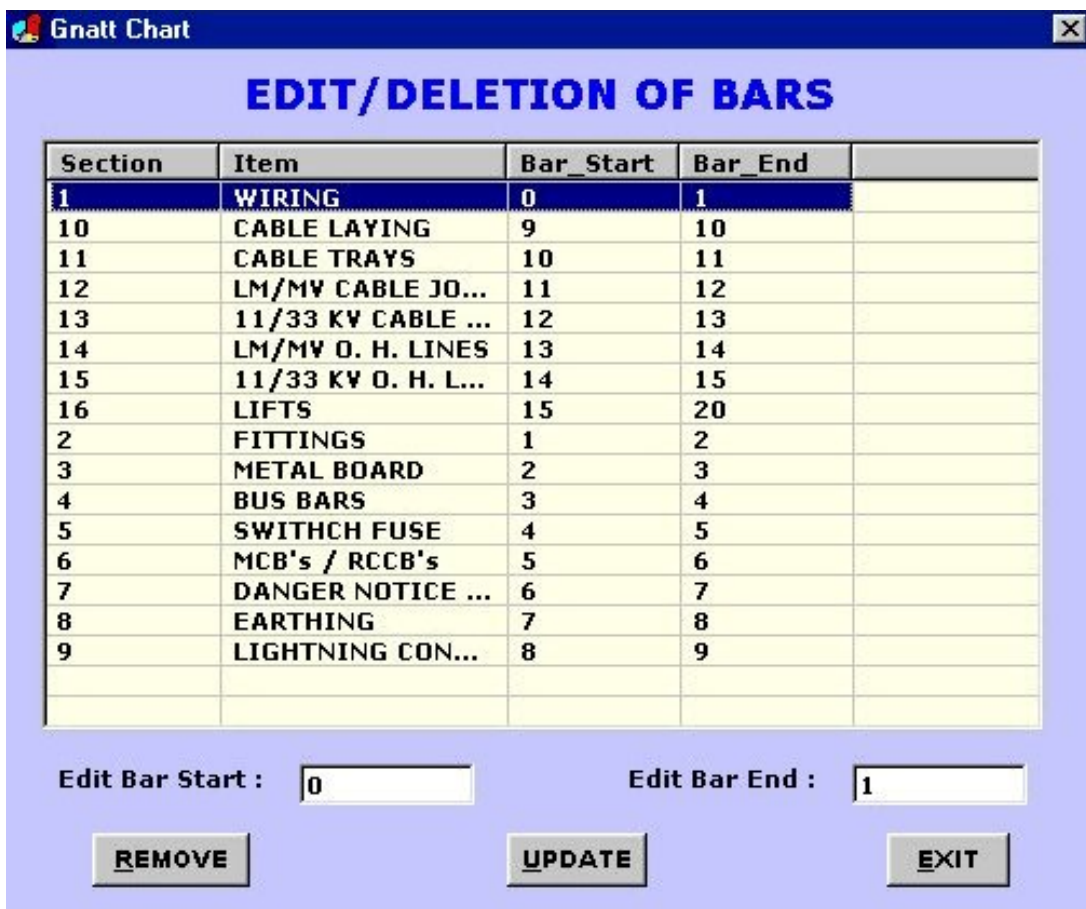 Gnatt Chart
EDIT/DELETION OF BARS
Section Item Bar_Start Bar_End
1 WIRING 0 1
10 CABLE LAYING 9 10
11 CABLE TRAYS 10 11
12 LM/MV CABLE JO... 11 12
13 11/33 KV CABLE ... 12 13
14 LM/MV O. H. LINES 13 14
15 11/33 KV O. H. L... 14 15
16 LIFTS 15 20
2 FITTINGS 1 2
3 METAL BOARD 2 3
4 BUS BARS 3 4
5 SWITHCH FUSE 4 5
6 MCB's / RCCB's 5 6
7 DANGER NOTICE ... 6 7
8 EARTHING 7 8
9 LIGHTNING CON... 8 9
Edit Bar Start : 0 Edit Bar End : 1
REMOVE UPDATE EXIT